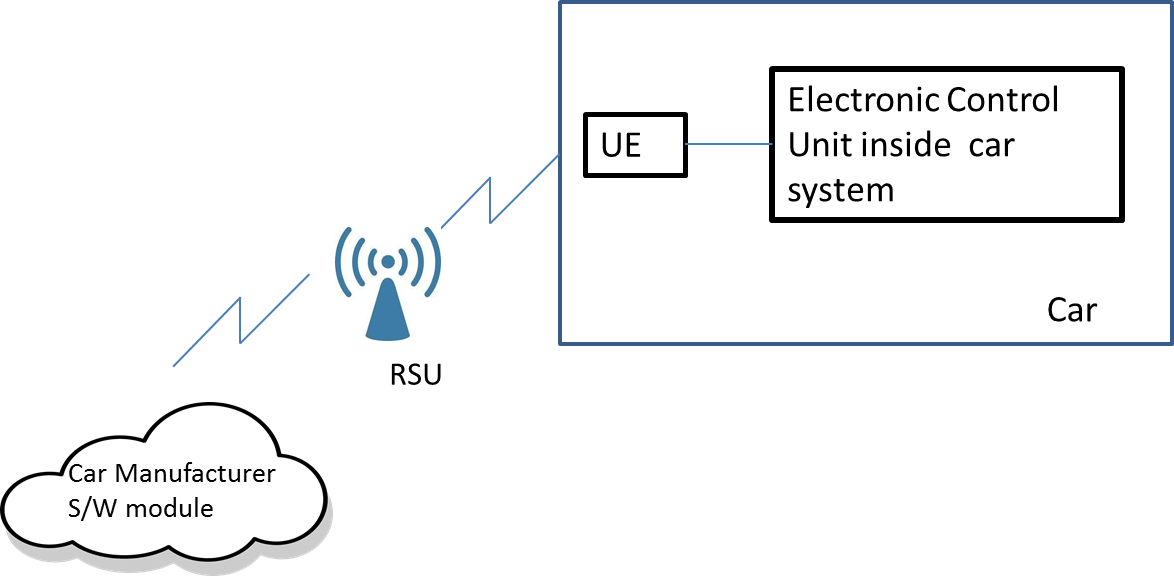 Electronic Control
Unit inside  car
system
UE
Car
RSU
Car Manufacturer
S/W module